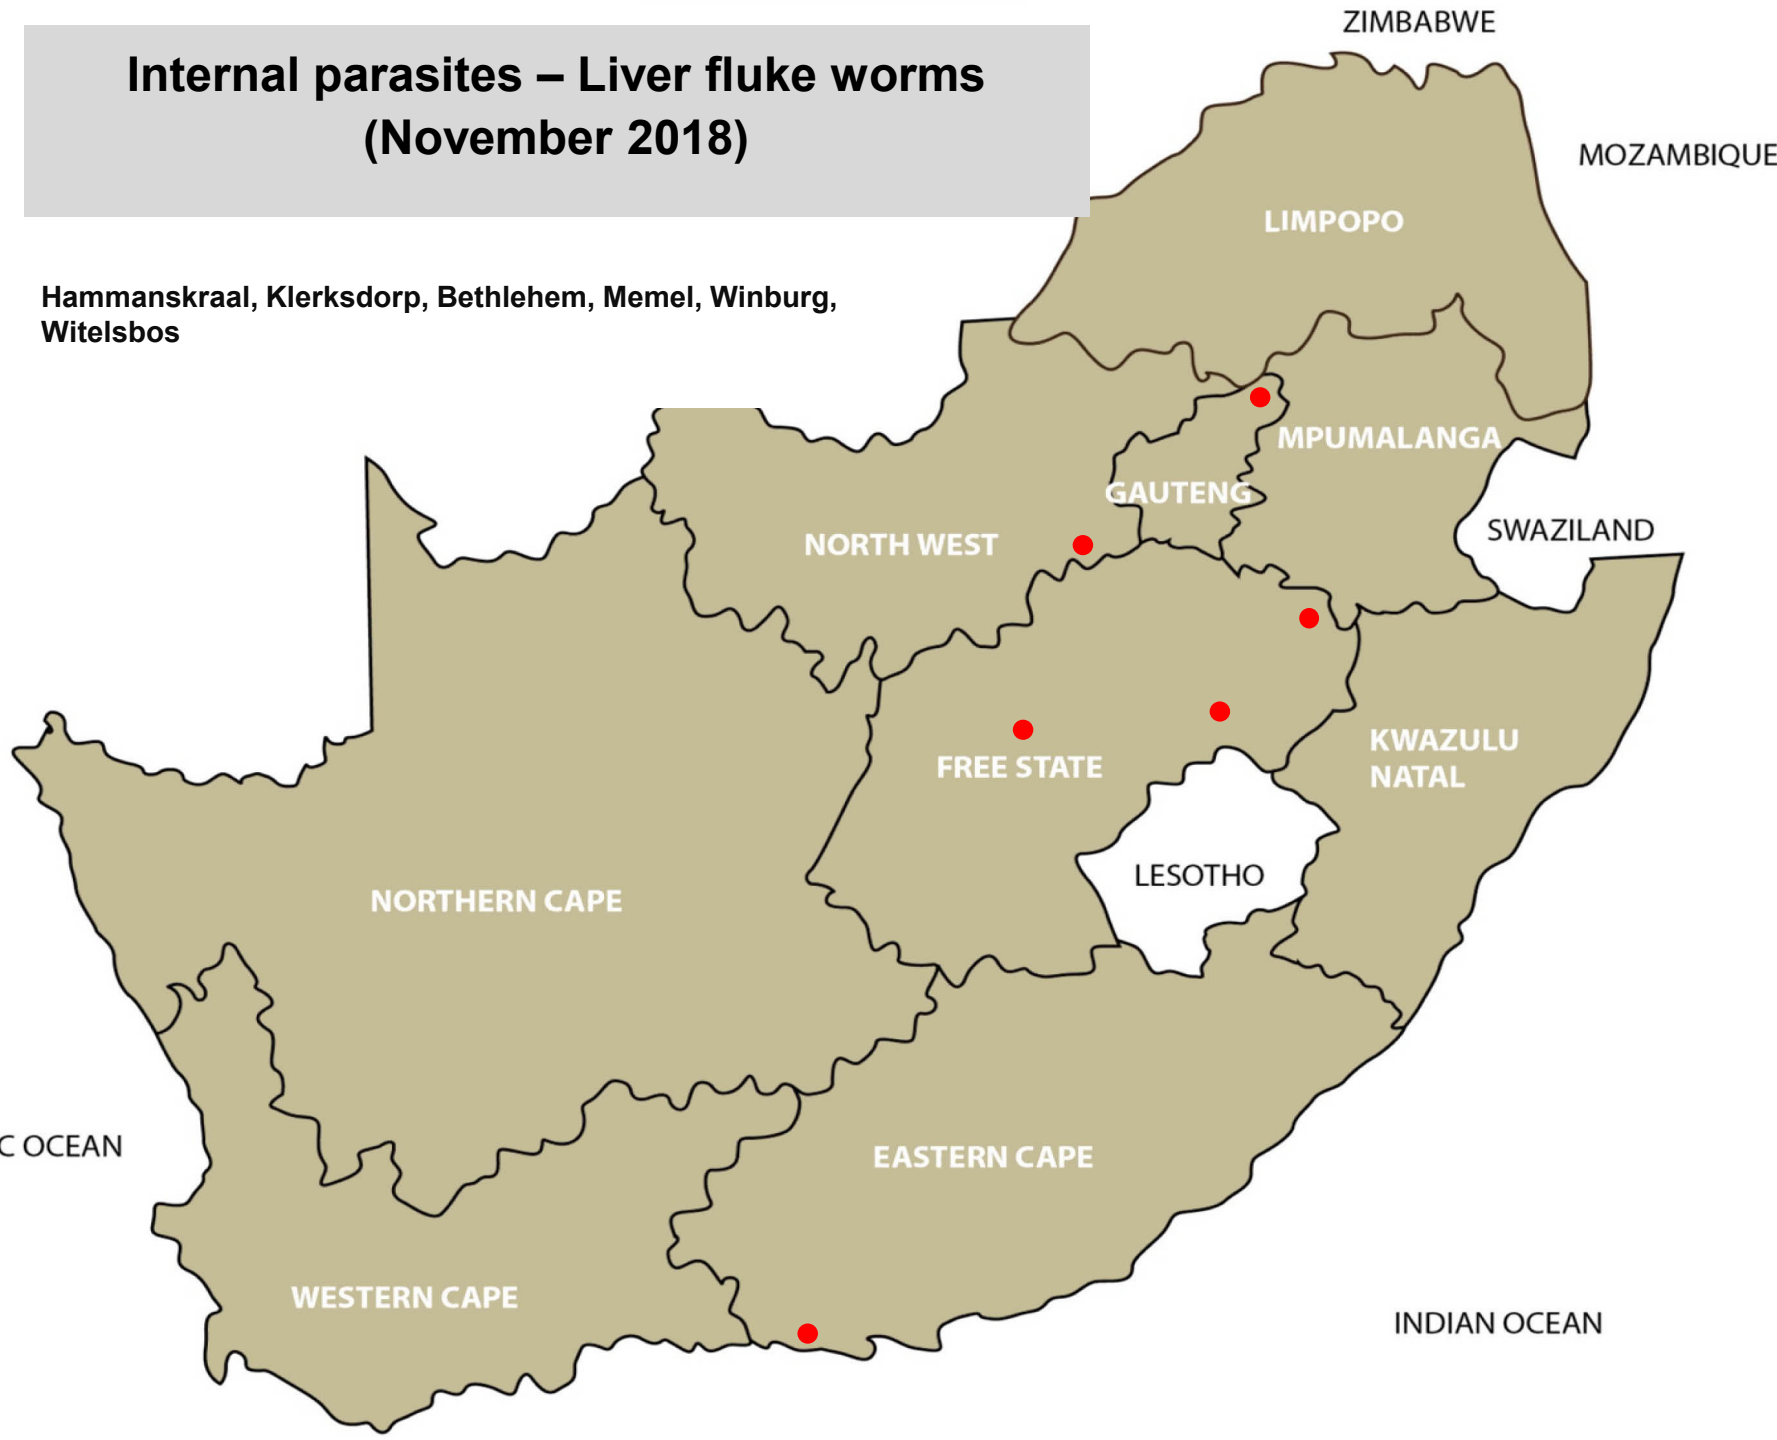 ZIMBABWE
Internal parasites – Liver fluke worms
(November 2018)
MOZAMBIQUE
LIMPOPO
Hammanskraal, Klerksdorp, Bethlehem, Memel, Winburg,
Witelsbos
MPUMALANGA
GAUTENG
SWAZILAND
NORTH WEST
KWAZULU
NATAL
FREE STATE
LESOTHO
NORTHERN CAPE
C OCEAN
EASTERN CAPE
WESTERN CAPE
INDIAN OCEAN